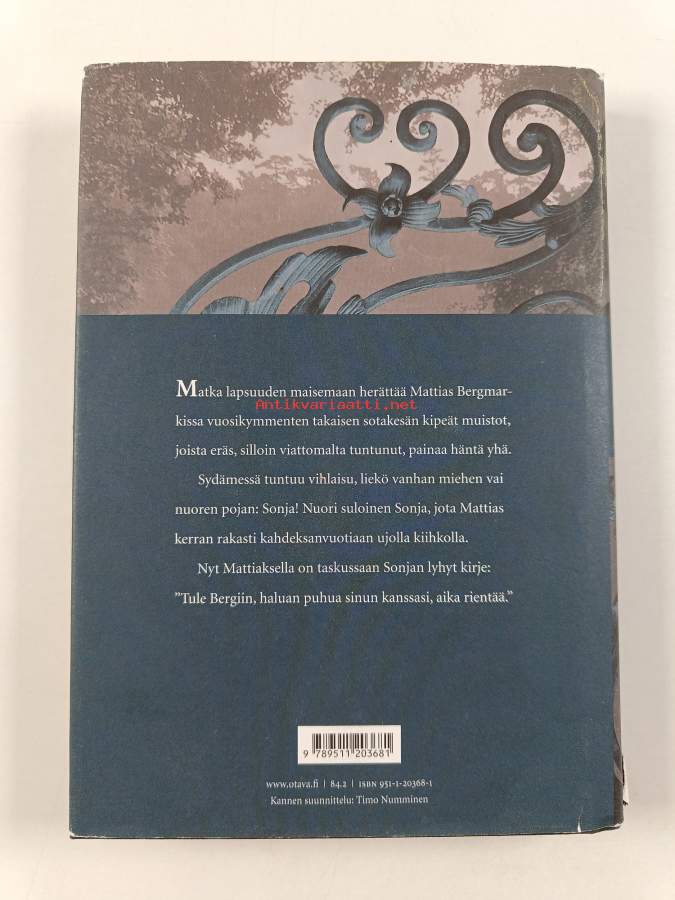 Matka lapsuuden maisemaan herättää Mattias Bergmar-
Antikvariaatti.net
kissa vuosikymmenten takaisen sotakesän kipeät muistot,
joista eräs, silloin viattomalta tuntunut, painaa häntä yhä.
Sydämessä tuntuu vihlaisu, liekö vanhan miehen vai
nuoren pojan: Sonja! Nuori suloinen Sonja, jota Mattias
kerran rakasti kahdeksanvuotiaan ujolla kiihkolla.
Nyt Mattiaksella on taskussaan Sonjan lyhyt kirje:
”Tule Bergiin, haluan puhua sinun kanssasi, aika rientää.”
9 789511 203681
www.otava.fi | 84.2 | ISBN 951-1-20368-1
Kannen suunnittelu: Timo Numminen